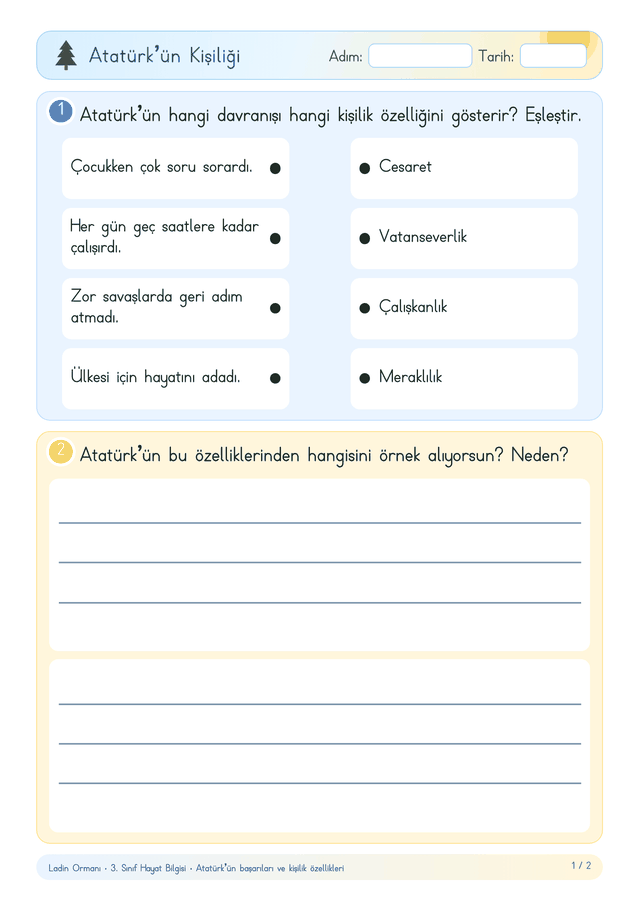 Atatürk'ün Kişiliği
Adım:
Tarih:
1
Atatürk'ün hangi davranışı hangi kişilik özelliğini gösterir? Eşleştir.
Çocukken çok soru sorardı.
Cesaret
Her gün geç saatlere kadar
çalışırdı.
Vatanseverlik
Zor savaşlarda geri adım
atmadı.
Çalışkanlık
Ülkesi için hayatını adadı.
Meraklılık
2
Atatürk'ün bu özelliklerinden hangisini örnek alıyorsun? Neden?
Ladin Ormanı • 3. Sınıf Hayat Bilgisi • Atatürk'ün başarıları ve kişilik özellikleri
1 / 2